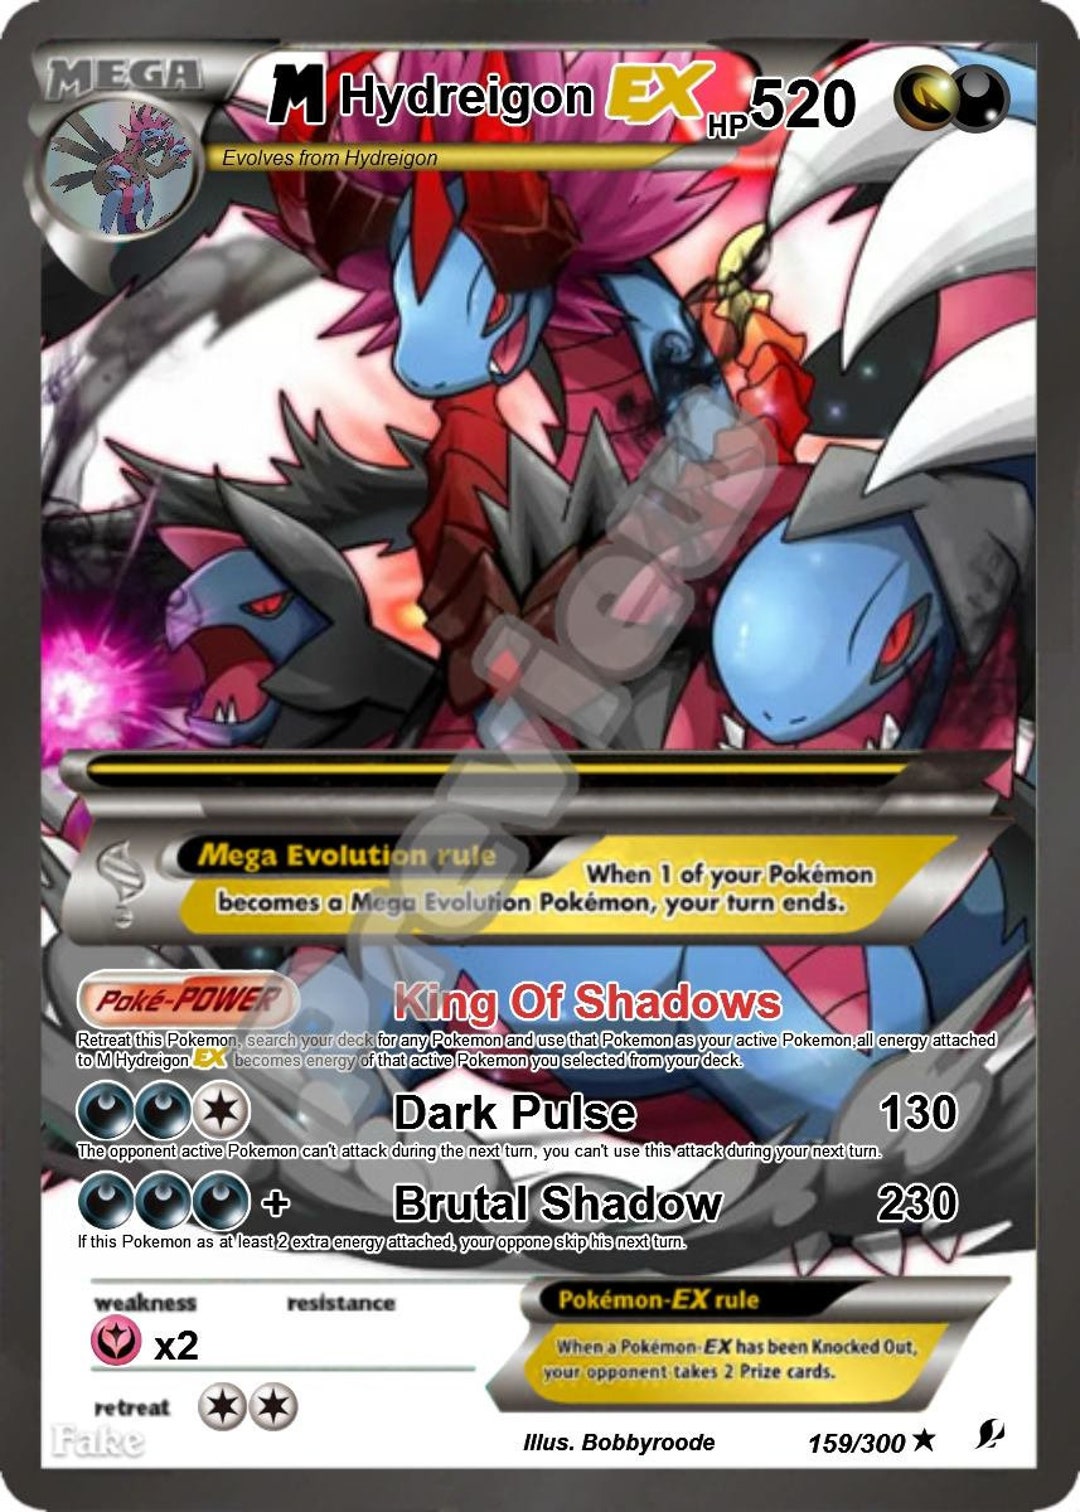 MEGA
M Hydreigon EX HP520
Evolves from Hydreigon
Preview
Mega Evolution rule
When 1 of your Pokémon
becomes a Mega Evolution Pokémon, your turn ends.
Poké-POWER King Of Shadows
Retreat this Pokemon, search your deck for any Pokemon and use that Pokemon as your active Pokemon,all energy attached
to M Hydreigon EX becomes energy of that active Pokemon you selected from your deck.
Dark Pulse 130
The opponent active Pokemon can't attack during the next turn, you can't use this attack during your next turn.
+ Brutal Shadow 230
If this Pokemon as at least 2 extra energy attached, your oppone skip his next turn.
weakness resistance
x2
Pokémon-EX rule
When a Pokémon-EX has been Knocked Out,
your opponent takes 2 Prize cards.
retreat
Fake
Illus. Bobbyroode 159/300 ★